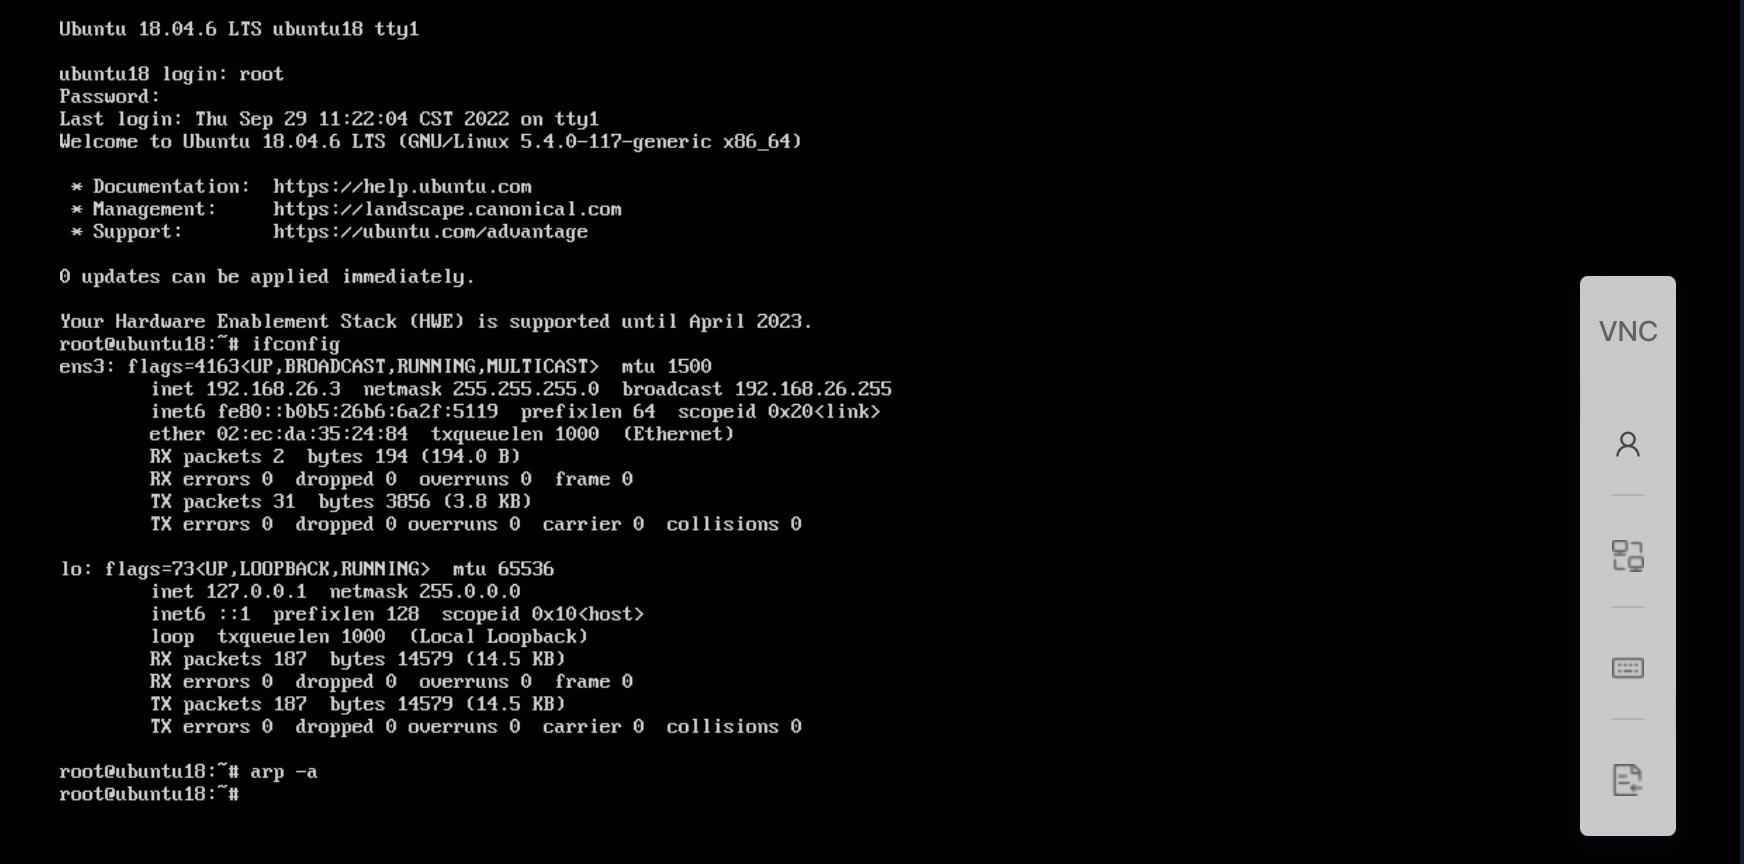 Ubuntu 18.04.6 LTS ubuntu18 tty1
ubuntu18 login: root
Password:
Last login: Thu Sep 29 11:22:04 CST 2022 on tty1
Welcome to Ubuntu 18.04.6 LTS (GNU/Linux 5.4.0-117-generic x86_64)
* Documentation:  https://help.ubuntu.com
* Management:     https://landscape.canonical.com
* Support:        https://ubuntu.com/advantage
0 updates can be applied immediately.
Your Hardware Enablement Stack (HWE) is supported until April 2023.
root@ubuntu18:~# ifconfig
ens3: flags=4163<UP,BROADCAST,RUNNING,MULTICAST>  mtu 1500
inet 192.168.26.3  netmask 255.255.255.0  broadcast 192.168.26.255
inet6 fe80::b0b5:26b6:6a2f:5119  prefixlen 64  scopeid 0x20<link>
ether 02:ec:da:35:24:84  txqueuelen 1000  (Ethernet)
RX packets 2  bytes 194 (194.0 B)
RX errors 0  dropped 0  overruns 0  frame 0
TX packets 31  bytes 3856 (3.8 KB)
TX errors 0  dropped 0 overruns 0  carrier 0  collisions 0
lo: flags=73<UP,LOOPBACK,RUNNING>  mtu 65536
inet 127.0.0.1  netmask 255.0.0.0
inet6 ::1  prefixlen 128  scopeid 0x10<host>
loop  txqueuelen 1000  (Local Loopback)
RX packets 187  bytes 14579 (14.5 KB)
RX errors 0  dropped 0  overruns 0  frame 0
TX packets 187  bytes 14579 (14.5 KB)
TX errors 0  dropped 0 overruns 0  carrier 0  collisions 0
root@ubuntu18:~# arp -a
root@ubuntu18:~#
VNC